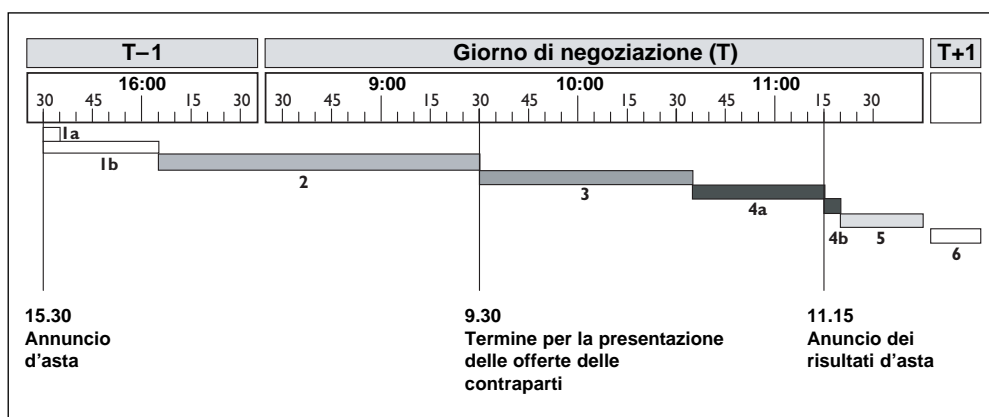 T–1 Giorno di negoziazione (T) T+1
16:00 9:00 10:00 11:00
30 45 15 30 30 45 15 30 45 15 30 45 15 30
1a
1b
2
3
4a
4b 5
6
15.30 9.30 11.15
Annuncio Termine per la presentazione Anuncio dei
d'asta delle offerte delle risultati d'asta
contraparti